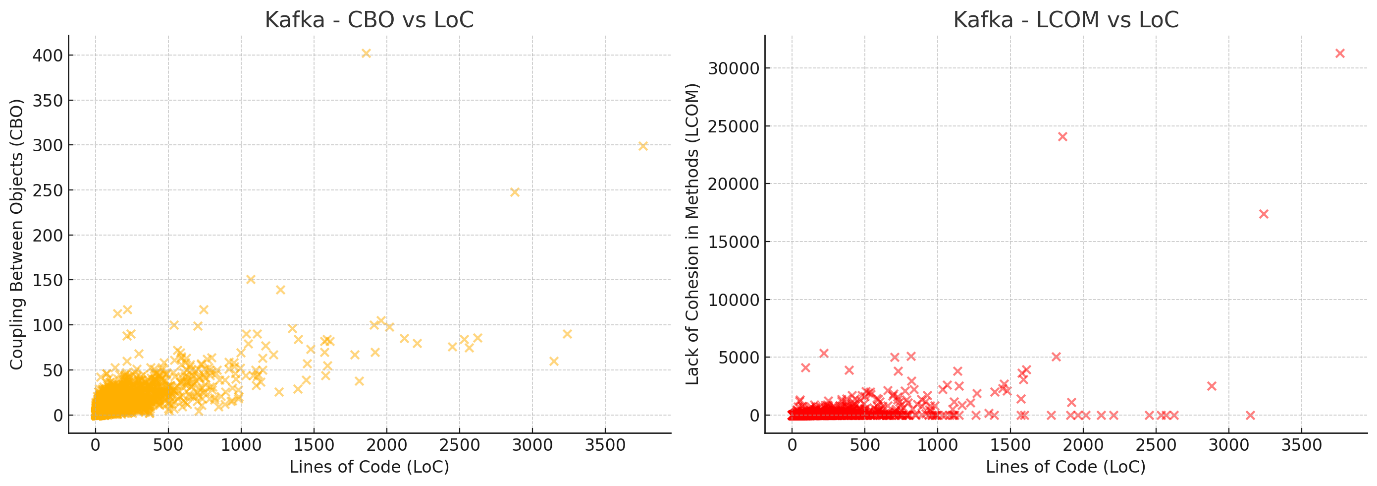 Kafka - CBO vs LoC
Coupling Between Objects (CBO)
400
350
300
250
200
150
100
50
0
0 500 1000 1500 2000 2500 3000 3500
Lines of Code (LoC)
Kafka - LCOM vs LoC
Lack of Cohesion in Methods (LCOM)
30000
25000
20000
15000
10000
5000
0
0 500 1000 1500 2000 2500 3000 3500
Lines of Code (LoC)